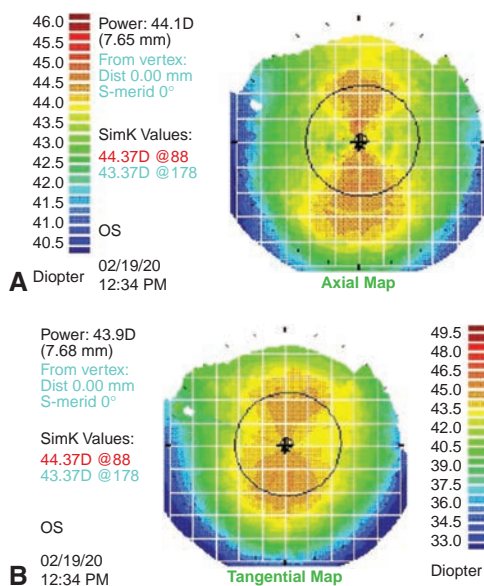 46.0
45.5
45.0
44.5
44.0
43.5
43.0
42.5
42.0
41.5
41.0
40.5
Diopter
Power: 44.1D
(7.65 mm)
From vertex:
Dist 0.00 mm
S-merid 0°
SimK Values:
44.37D @88
43.37D @178
OS
02/19/20
12:34 PM
A
Axial Map
Power: 43.9D
(7.68 mm)
From vertex:
Dist 0.00 mm
S-merid 0°
SimK Values:
44.37D @88
43.37D @178
OS
02/19/20
12:34 PM
B
Tangential Map
49.5
48.0
46.5
45.0
43.5
42.0
40.5
39.0
37.5
36.0
34.5
33.0
Diopter